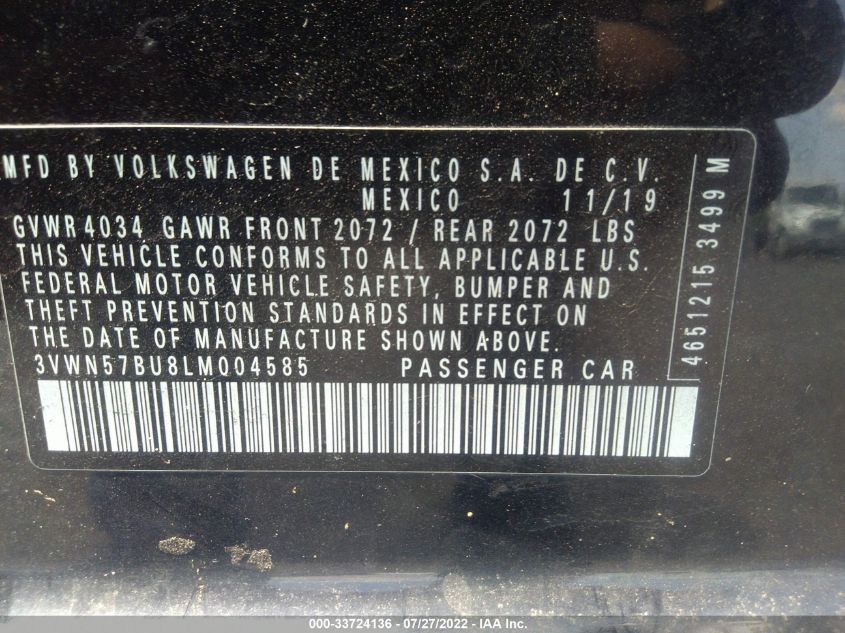 MFD BY VOLKSWAGEN DE MEXICO S.A. DE C.V.
MEXICO 11/19
GVWR 4034 GAWR FRONT 2072 / REAR 2072 LBS
THIS VEHICLE CONFORMS TO ALL APPLICABLE U.S.
FEDERAL MOTOR VEHICLE SAFETY, BUMPER AND
THEFT PREVENTION STANDARDS IN EFFECT ON
THE DATE OF MANUFACTURE SHOWN ABOVE.
3VWN57BU8LM004585 PASSENGER CAR
4651215 3499 M
000-33724136 - 07/27/2022 - IAA Inc.